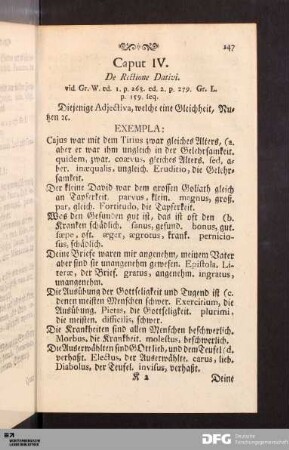 247
Caput IV.
De Rectione Dativi.
vid. Gr. W. ed. 1. p. 263. ed. 2. p. 279. Gr. L.
p. 159. seq.
Diejenige Adjectiva, welche eine Gleichheit, Nu-
tzen ꝛc.
EXEMPLA:
Cajus war mit dem Titius zwar gleiches Alters, (a.
aber er war ihm ungleich in der Gelehrsamkeit.
quidem, zwar. coævus, gleiches Alters. sed, a-
ber. inæqualis, ungleich. Eruditio, die Gelehr-
samkeit.
Der kleine David war dem grossen Goliath gleich
an Tapferkeit. parvus, klein. magnus, groß.
par, gleich. Fortitudo, die Tapferkeit.
Was den Gesunden gut ist, das ist oft den (b.
Kranken schädlich. sanus, gesund. bonus, gut.
sæpe, oft. æger, ægrotus, krank. pernicio-
sus, schädlich.
Deine Briefe waren mir angenehm, meinem Vater
aber sind sie unangenehm gewesen. Epistola. Li-
teræ, der Brief. gratus, angenehm. ingratus,
unangenehm.
Die Ausübung der Gottseligkeit und Tugend ist (c.
denen meisten Menschen schwer. Exercitium, die
Ausübung. Pietas, die Gottseligkeit. plurimi,
die meisten. difficilis, schwer.
Die Krankheiten sind allen Menschen beschwerlich.
Morbus, die Krankheit. molestus, beschwerlich.
Die Auserwählten sind Gott lieb, und dem Teufel (d.
verhaßt. Electus, der Auserwählte. carus, lieb.
Diabolus, der Teufel. invisus, verhaßt.
Deine
DFG Deutsche
Forschungsgemeinschaft